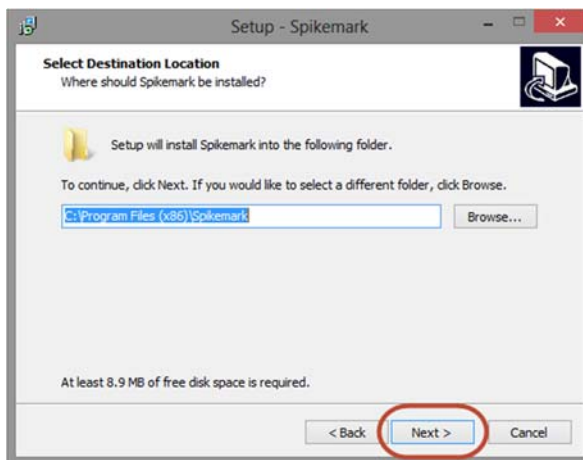 Setup - Spikemark
Select Destination Location
Where should Spikemark be installed?
Setup will install Spikemark into the following folder.
To continue, click Next. If you would like to select a different folder, click Browse.
C:\Program Files (x86)\Spikemark
Browse...
At least 8.9 MB of free disk space is required.
< Back
Next >
Cancel